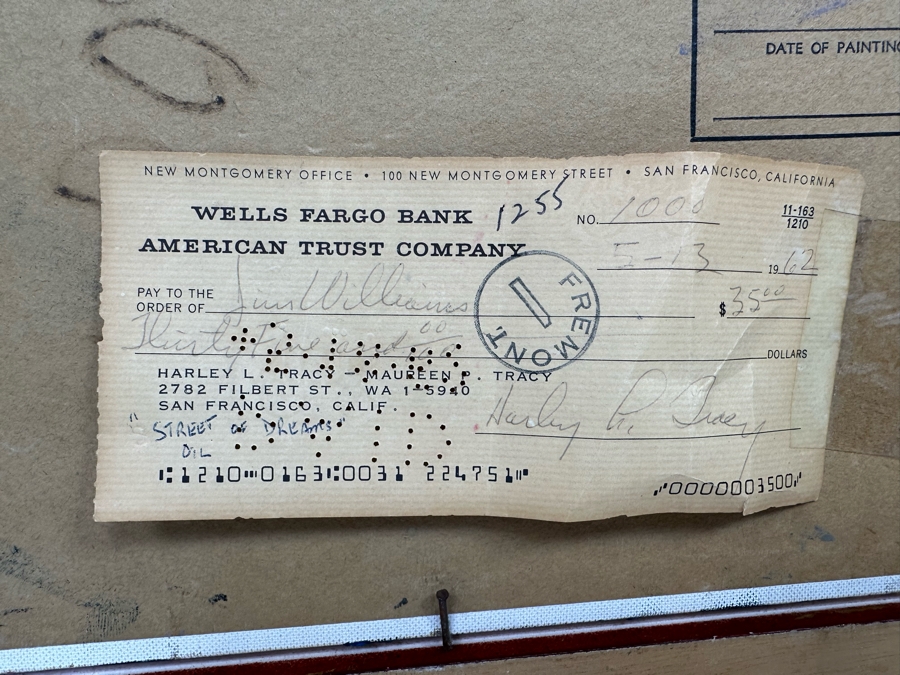 DATE OF PAINTING
NEW MONTGOMERY OFFICE • 100 NEW MONTGOMERY STREET • SAN FRANCISCO, CALIFORNIA
WELLS FARGO BANK
AMERICAN TRUST COMPANY
1255
NO. 1000
11-163
1210
5-13 1962
PAY TO THE
ORDER OF Jim Williams $35 00
Thirty Five and 00 DOLLARS
FREMONT
1
HARLEY L. TRACY - MAUREEN P. TRACY
2782 FILBERT ST., WA 1-5940
SAN FRANCISCO, CALIF.
Harley L. Tracy
"STREET OF DREAMS"
OIL
⑆1210⑉0163⑆0031 224751⑈
⑇0000003500⑇